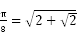 π/8 = √(2 + √2)